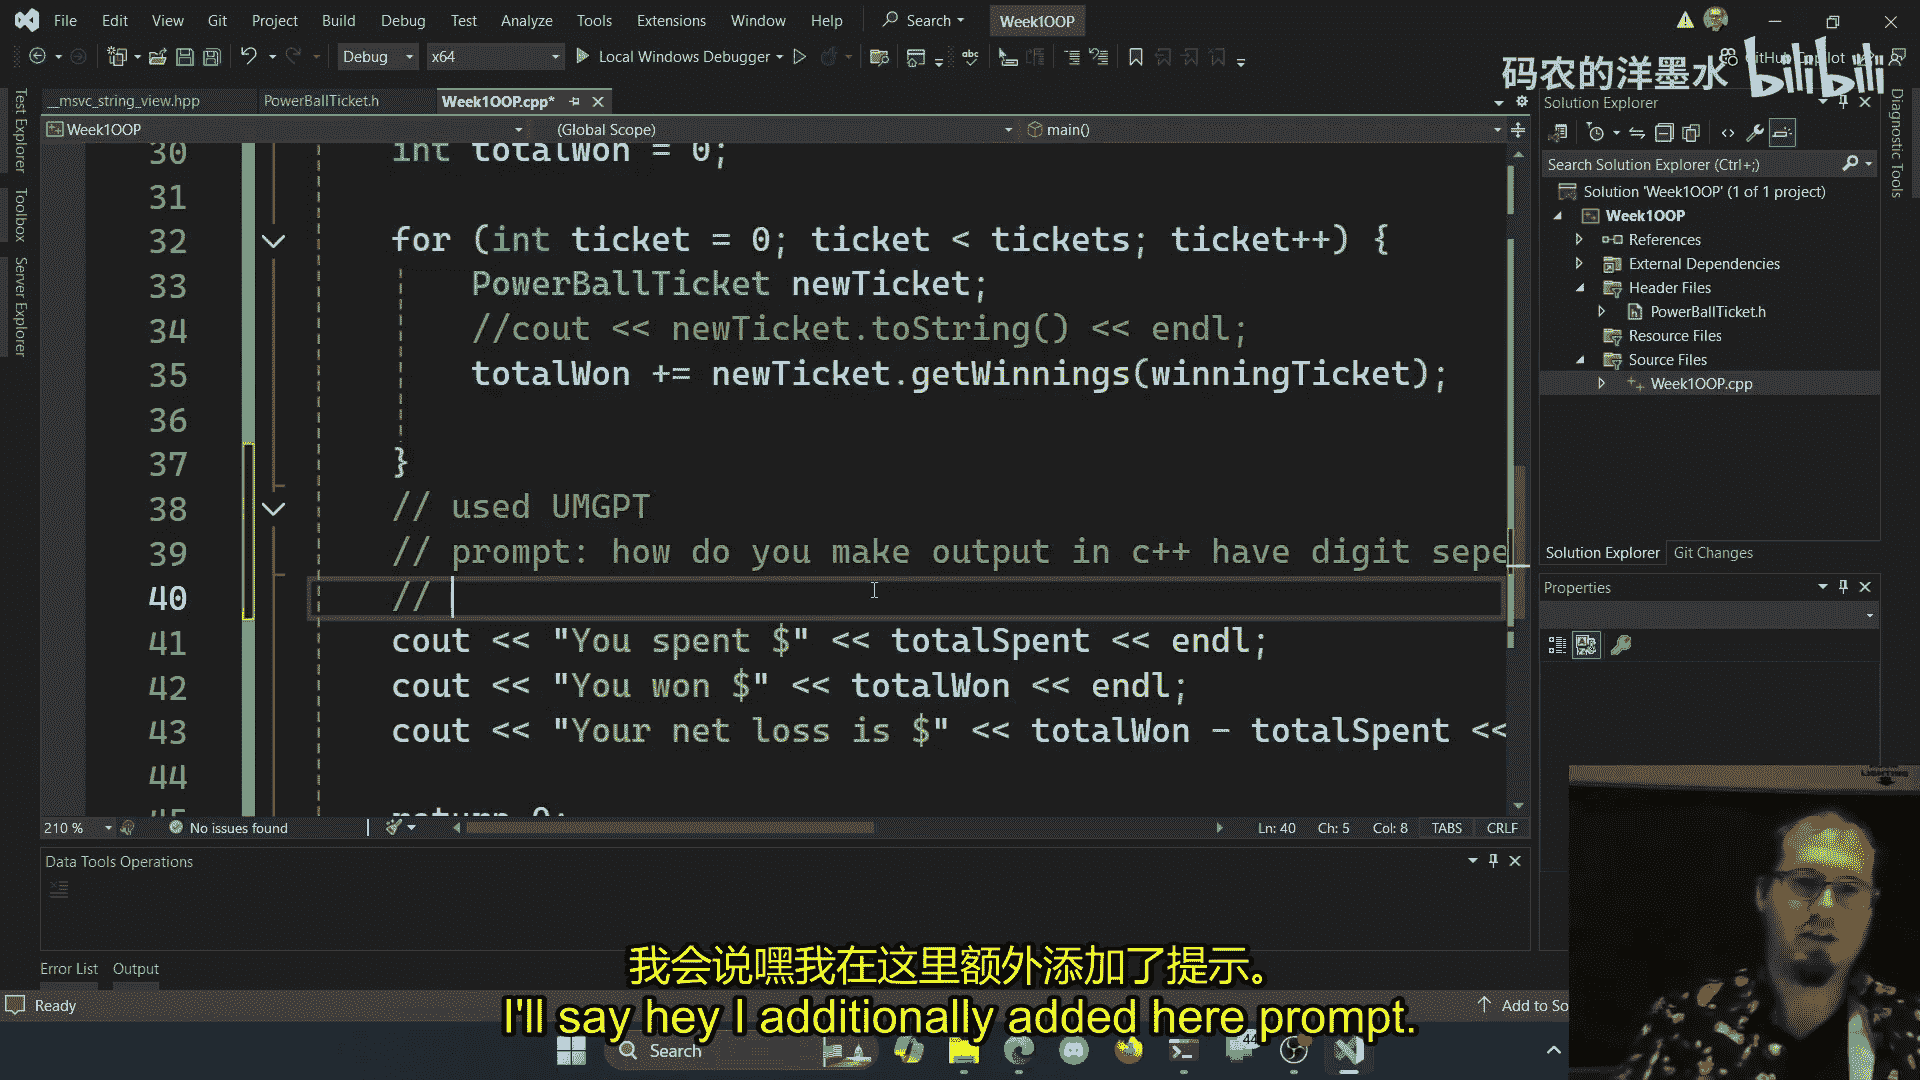 File Edit View Git Project Build Debug Test Analyze Tools Extensions Window Help Search Week1OOP
Debug x64 Local Windows Debugger
码农的洋墨水 bilibili
__msvc_string_view.hpp PowerBallTicket.h Week1OOP.cpp*
Week1OOP (Global Scope) main()
30 int totalWon = 0;
31
32 for (int ticket = 0; ticket < tickets; ticket++) {
33 PowerBallTicket newTicket;
34 //cout << newTicket.toString() << endl;
35 totalWon += newTicket.getWinnings(winningTicket);
36
37 }
38 // used UMGPT
39 // prompt: how do you make output in c++ have digit sepe
40 //
41 cout << "You spent $" << totalSpent << endl;
42 cout << "You won $" << totalWon << endl;
43 cout << "Your net loss is $" << totalWon - totalSpent <<
44
210 % No issues found Ln: 40 Ch: 5 Col: 8 TABS CRLF
Test Explorer
Toolbox
Server Explorer
Solution Explorer
Search Solution Explorer (Ctrl+;)
Solution 'Week1OOP' (1 of 1 project)
Week1OOP
References
External Dependencies
Header Files
PowerBallTicket.h
Resource Files
Source Files
Week1OOP.cpp
Solution Explorer Git Changes
Properties
Diagnostic Tools
Data Tools Operations
Error List Output
Ready
Add to So
我会说嘿我在这里额外添加了提示。
I'll say hey I additionally added here prompt.
Search